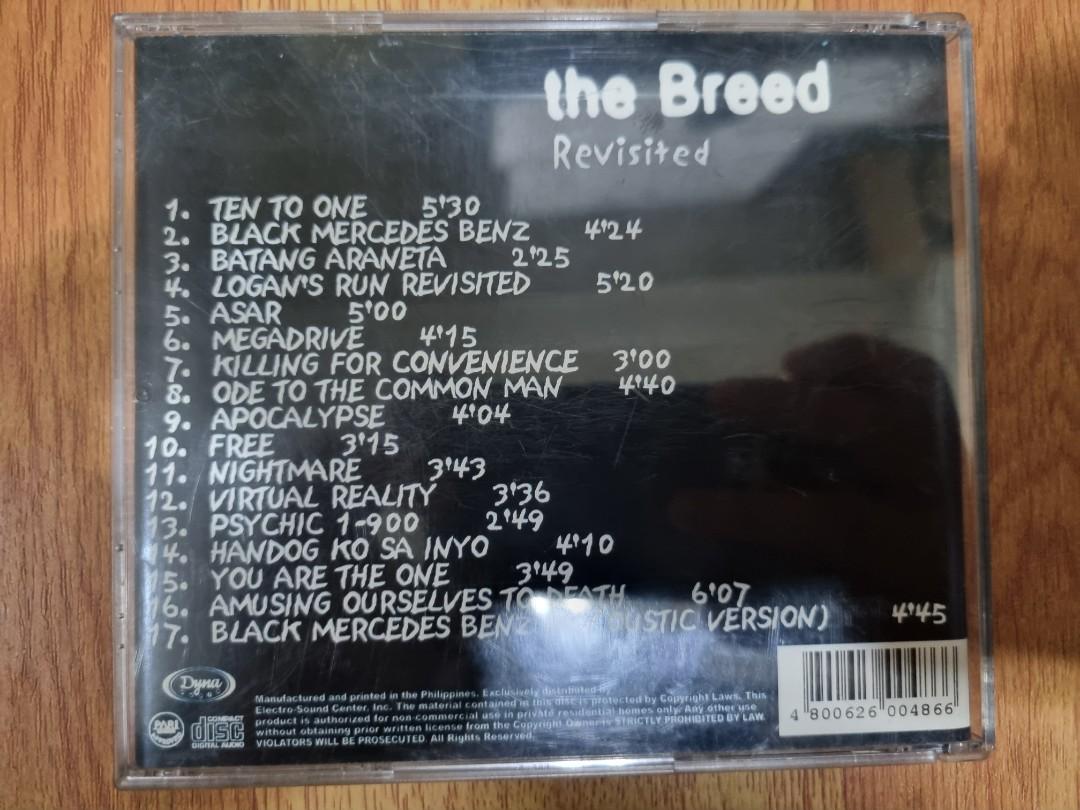 the Breed
Revisited
1. TEN TO ONE 5'30
2. BLACK MERCEDES BENZ 4'24
3. BATANG ARANETA 2'25
4. LOGAN'S RUN REVISITED 5'20
5. ASAR 5'00
6. MEGADRIVE 4'15
7. KILLING FOR CONVENIENCE 3'00
8. ODE TO THE COMMON MAN 4'40
9. APOCALYPSE 4'04
10. FREE 3'15
11. NIGHTMARE 3'43
12. VIRTUAL REALITY 3'36
13. PSYCHIC 1-900 2'49
14. HANDOG KO SA INYO 4'10
15. YOU ARE THE ONE 3'49
16. AMUSING OURSELVES TO DEATH 6'07
17. BLACK MERCEDES BENZ VERSION) 4'45
Dyna
Manufactured and printed in the Philippines. Exclusively distributed by
Electro-Sound Center, Inc. The material contained in this disc is protected by Copyright Laws. This
product is authorized for non-commercial use in private residential homes only. Any other use
without obtaining prior written license from the Copyright Owner is STRICTLY PROHIBITED BY LAW.
VIOLATORS WILL BE PROSECUTED. All Rights Reserved.
PARI
COMPACT
disc
DIGITAL AUDIO
4 800626 004866